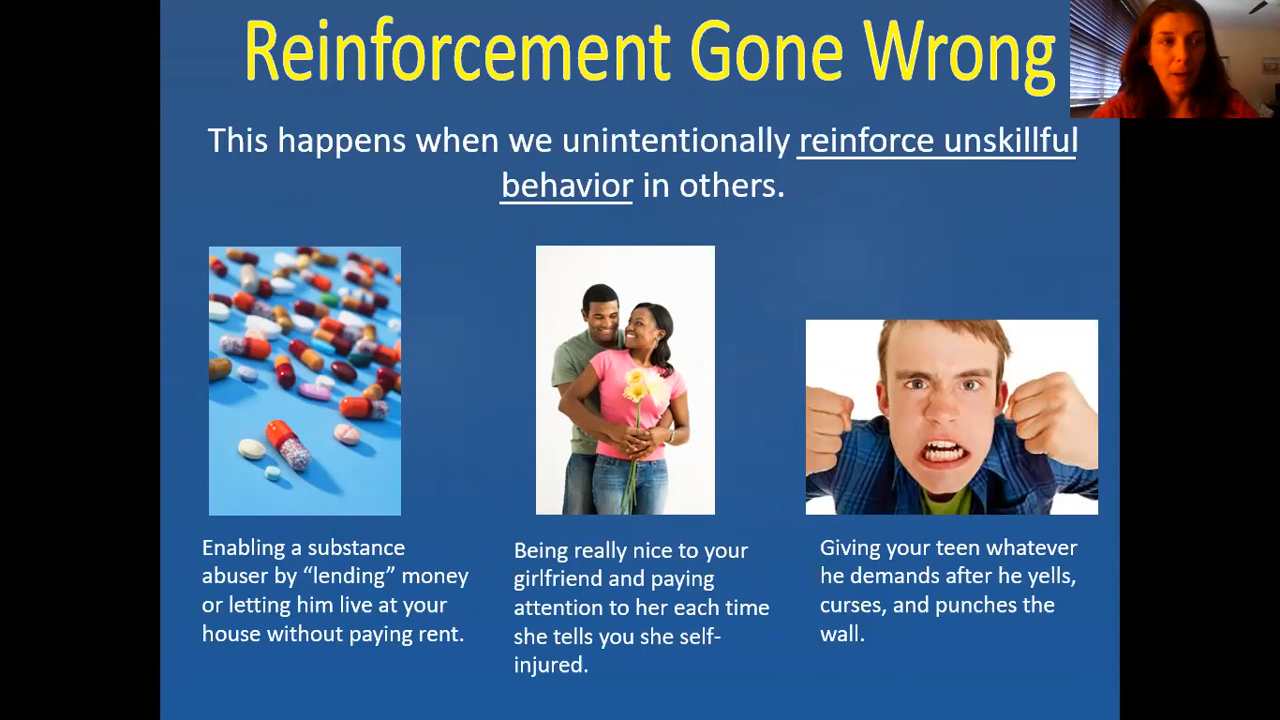 Reinforcement Gone Wrong
This happens when we unintentionally reinforce unskillful
behavior in others.
Enabling a substance
abuser by “lending” money
or letting him live at your
house without paying rent.
Being really nice to your
girlfriend and paying
attention to her each time
she tells you she self-
injured.
Giving your teen whatever
he demands after he yells,
curses, and punches the
wall.